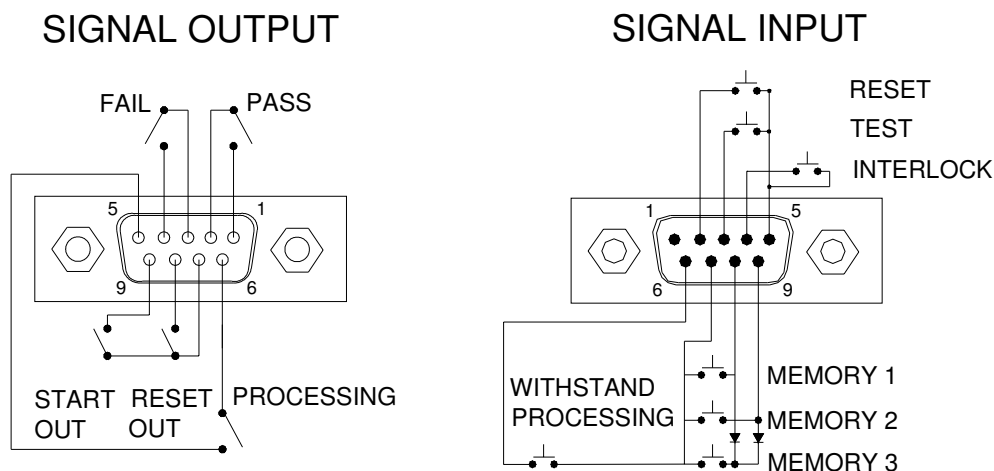 SIGNAL OUTPUT
FAIL
PASS
5
1
9
6
START
OUT
RESET
OUT
PROCESSING
SIGNAL INPUT
RESET
TEST
INTERLOCK
1
5
6
9
WITHSTAND
PROCESSING
MEMORY 1
MEMORY 2
MEMORY 3